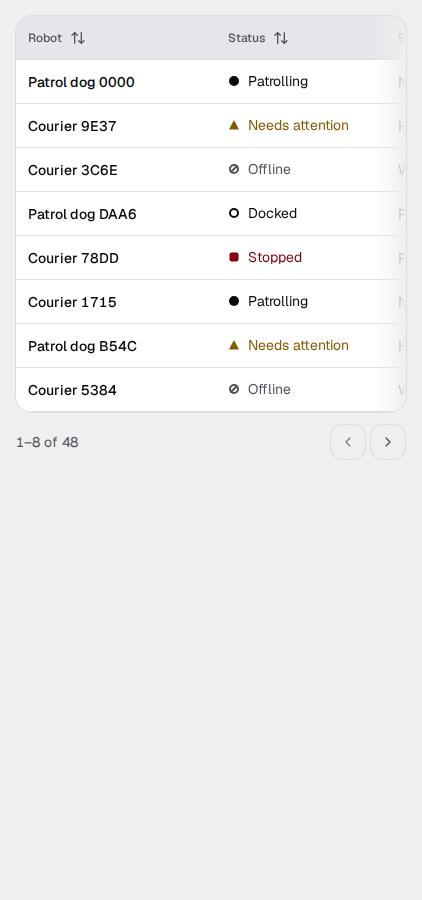 Robot Status
Patrol dog 0000 Patrolling
Courier 9E37 Needs attention
Courier 3C6E Offline
Patrol dog DAA6 Docked
Courier 78DD Stopped
Courier 1715 Patrolling
Patrol dog B54C Needs attention
Courier 5384 Offline
1–8 of 48